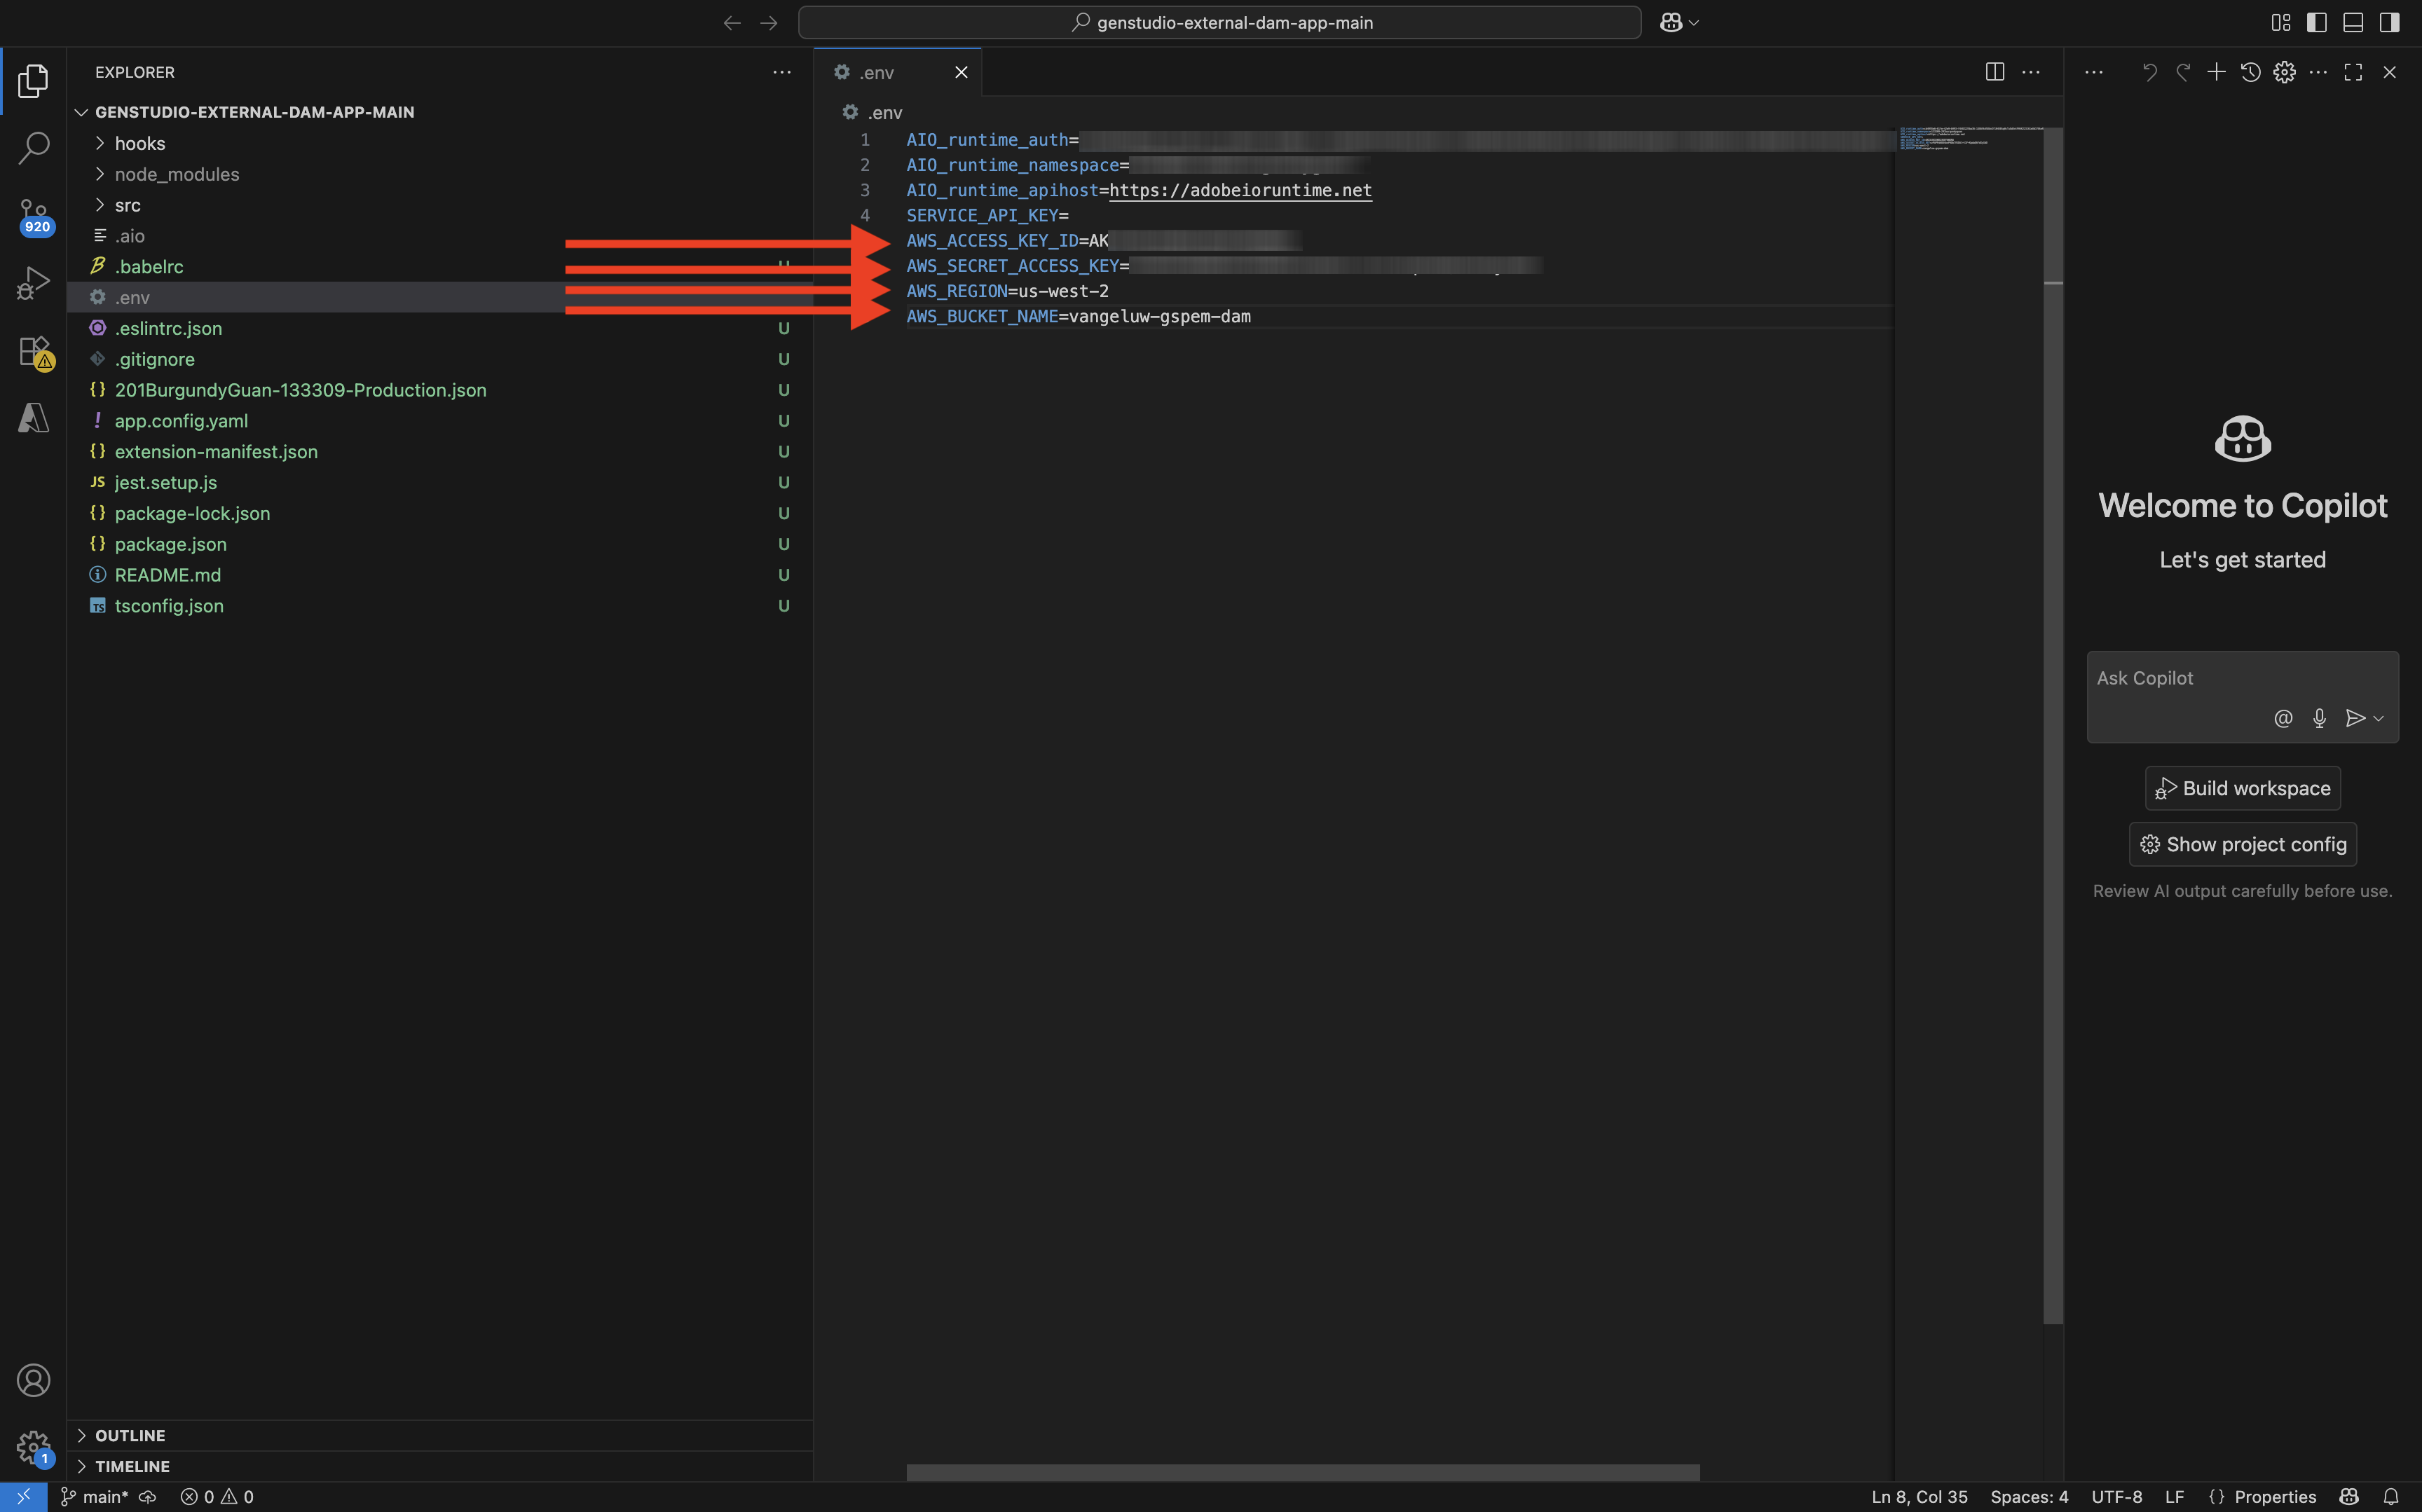 genstudio-external-dam-app-main
EXPLORER
GENSTUDIO-EXTERNAL-DAM-APP-MAIN
hooks
node_modules
src
920
.aio
.babelrc
.env
.eslintrc.json U
.gitignore U
201BurgundyGuan-133309-Production.json U
app.config.yaml U
extension-manifest.json U
jest.setup.js U
package-lock.json U
package.json U
README.md U
tsconfig.json U
OUTLINE
TIMELINE
1
.env
.env
1 AIO_runtime_auth=
2 AIO_runtime_namespace=
3 AIO_runtime_apihost=https://adobeioruntime.net
4 SERVICE_API_KEY=
AWS_ACCESS_KEY_ID=AK
AWS_SECRET_ACCESS_KEY=
AWS_REGION=us-west-2
AWS_BUCKET_NAME=vangeluw-gspem-dam
Welcome to Copilot
Let's get started
Ask Copilot
Build workspace
Show project config
Review AI output carefully before use.
main* 0 0 Ln 8, Col 35 Spaces: 4 UTF-8 LF {} Properties